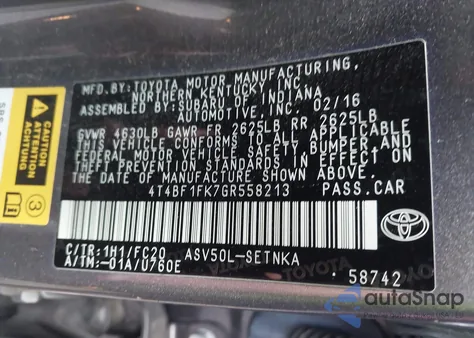 MFD.BY:TOYOTA MOTOR MANUFACTURING,
NORTHERN KENTUCKY,INC.
ASSEMBLED BY:SUBARU OF INDIANA
AUTOMOTIVE,INC. 02/16
GVWR 4630LB GAWR FR 2625LB RR 2625LB
THIS VEHICLE CONFORMS TO ALL APPLICABLE
FEDERAL MOTOR VEHICLE SAFETY,BUMPER,AND
THEFT PREVENTION STANDARDS IN EFFECT ON
THE DATE OF MANUFACTURE SHOWN ABOVE.
4T4BF1FK7GR558213 PASS.CAR
C/TR:1H1/FC20 ASV50L-SETNKA
A/TM:-01A/U760E
58742
CAUTION
ATTENTION
3
TOYOTA
autoSnap